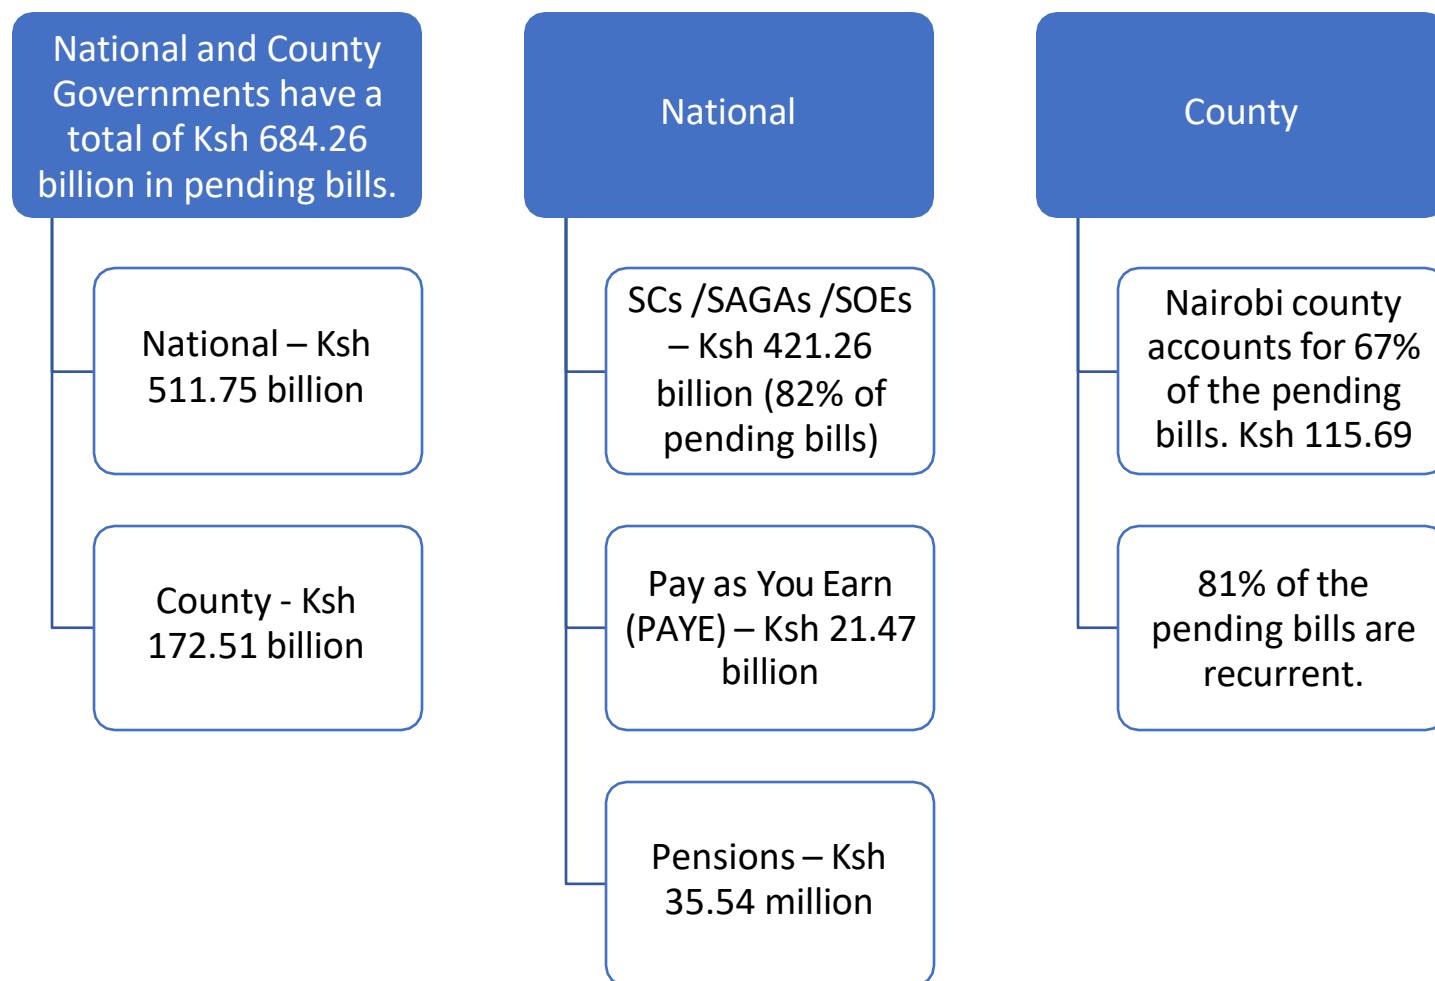 National and County
Governments have a
total of Ksh 684.26
billion in pending bills.
National – Ksh
511.75 billion
County - Ksh
172.51 billion
National
SCs /SAGAs /SOEs
– Ksh 421.26
billion (82% of
pending bills)
Pay as You Earn
(PAYE) – Ksh 21.47
billion
Pensions – Ksh
35.54 million
County
Nairobi county
accounts for 67%
of the pending
bills. Ksh 115.69
81% of the
pending bills are
recurrent.